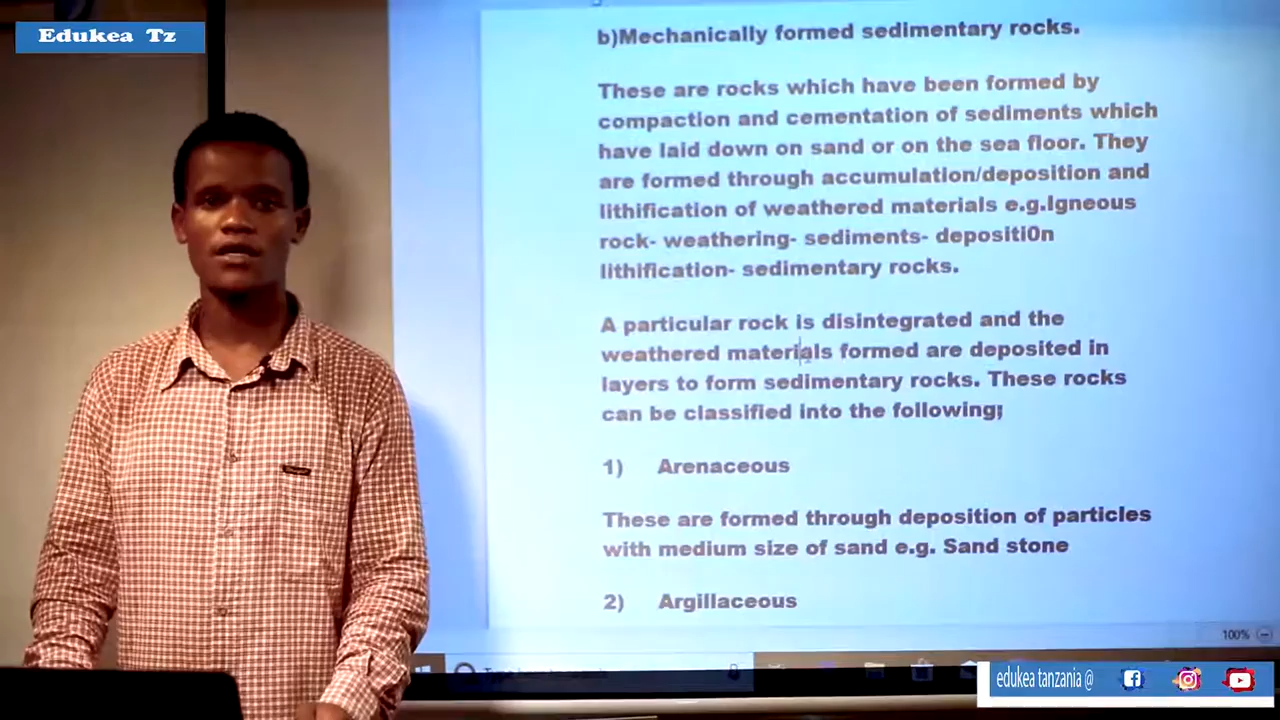 Edukea Tz
b)Mechanically formed sedimentary rocks.
These are rocks which have been formed by
compaction and cementation of sediments which
have laid down on sand or on the sea floor. They
are formed through accumulation/deposition and
lithification of weathered materials e.g.Igneous
rock- weathering- sediments- depositi0n
lithification- sedimentary rocks.
A particular rock is disintegrated and the
weathered materials formed are deposited in
layers to form sedimentary rocks. These rocks
can be classified into the following;
1) Arenaceous
These are formed through deposition of particles
with medium size of sand e.g. Sand stone
2) Argillaceous
100%
edukea tanzania @